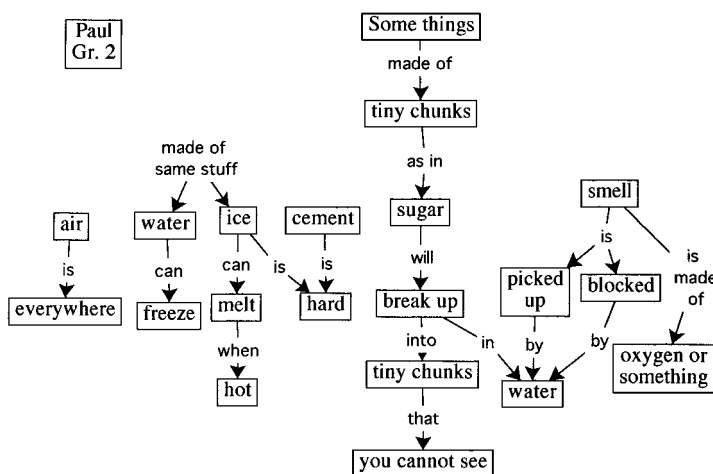 Paul
Gr. 2
Some things
made of
tiny chunks
made of
same stuff
as in
smell
air
water
ice
cement
sugar
is
is
made
of
is
can
can
is
is
will
picked
up
blocked
everywhere
freeze
melt
hard
break up
when
into
in
by
by
oxygen or
something
hot
tiny chunks
water
that
you cannot see